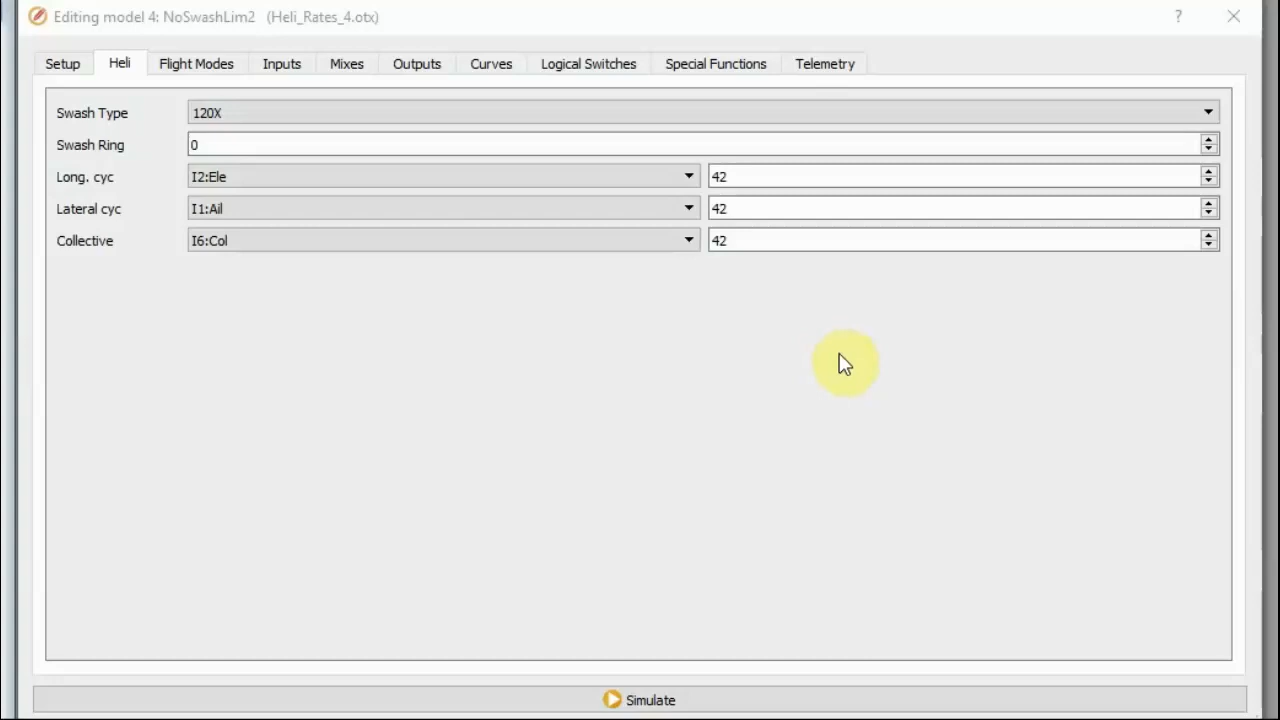 Editing model 4: NoSwashLim2 (Heli_Rates_4.otx) ?
Setup Heli Flight Modes Inputs Mixes Outputs Curves Logical Switches Special Functions Telemetry
Swash Type 120X
Swash Ring 0
Long. cyc I2:Ele 42
Lateral cyc I1:Ail 42
Collective I6:Col 42
Simulate